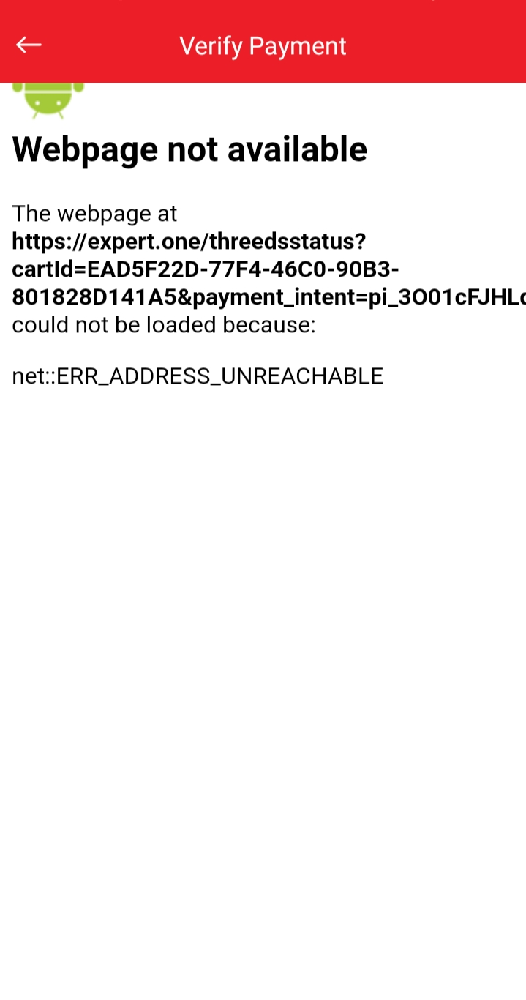 Verify Payment
Webpage not available
The webpage at
https://expert.one/threedsstatus?
cartId=EAD5F22D-77F4-46C0-90B3-
801828D141A5&payment_intent=pi_3O01cFJHL
could not be loaded because:
net::ERR_ADDRESS_UNREACHABLE